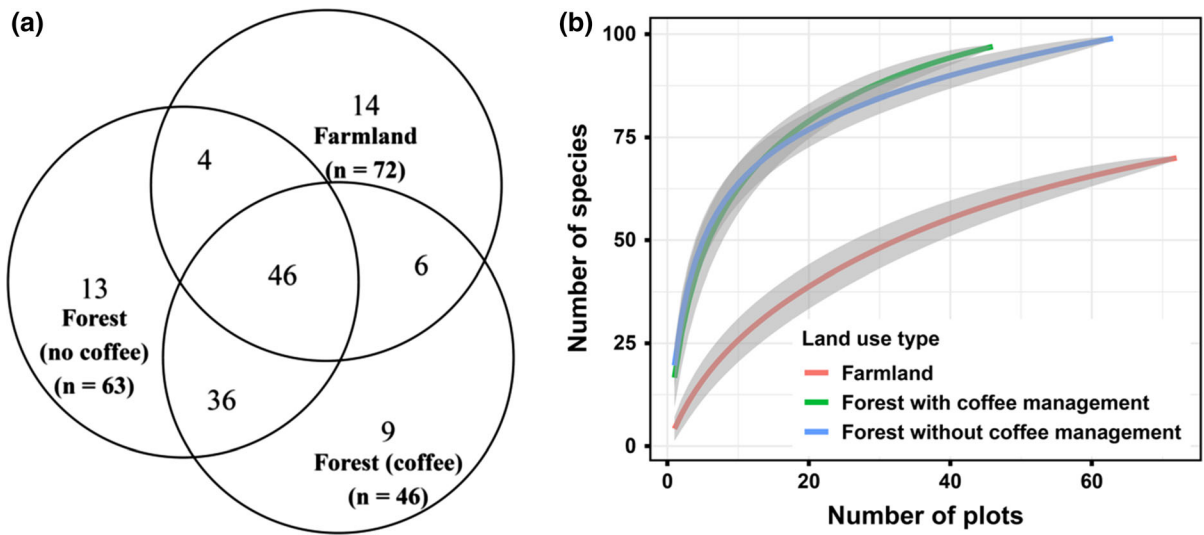 (a)
14
Farmland
(n = 72)
4
46
6
13
Forest
(no coffee)
(n = 63)
36
9
Forest (coffee)
(n = 46)
(b)
Number of species
100
75
50
25
0
Land use type
Farmland
Forest with coffee management
Forest without coffee management
0 20 40 60
Number of plots